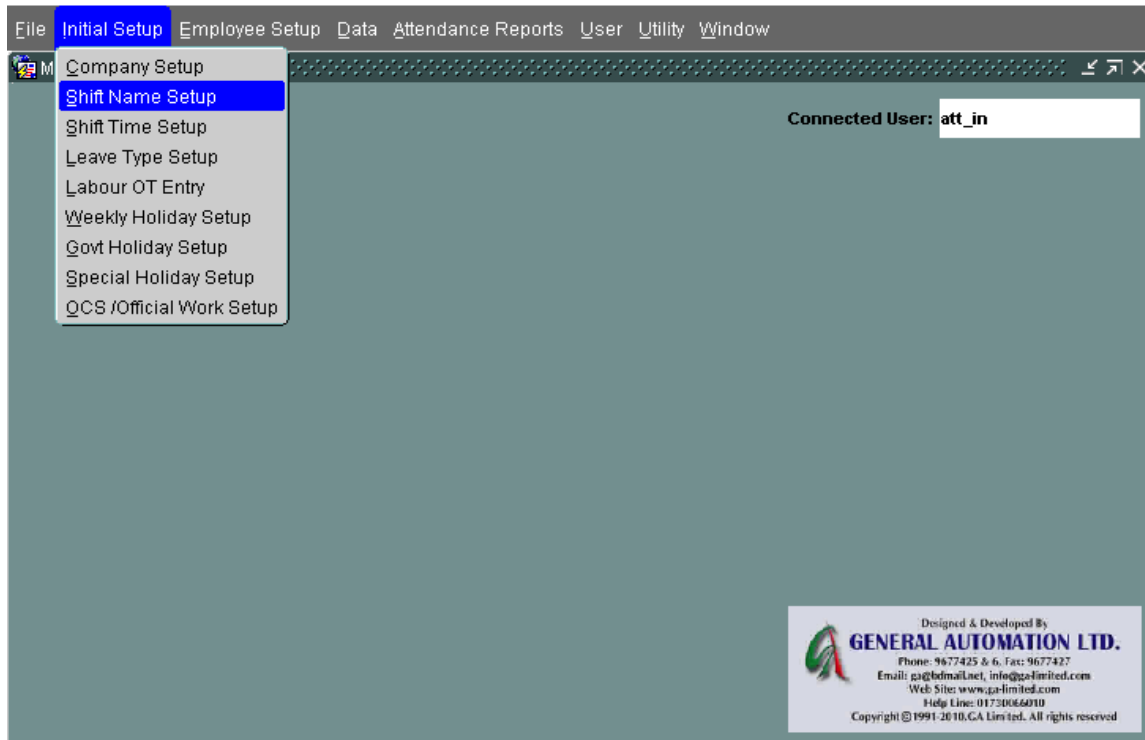 File Initial Setup Employee Setup Data Attendance Reports User Utility Window
M
Company Setup
Shift Name Setup
Shift Time Setup
Leave Type Setup
Labour OT Entry
Weekly Holiday Setup
Govt Holiday Setup
Special Holiday Setup
OCS /Official Work Setup
Connected User: att_in
Designed & Developed By
GENERAL AUTOMATION LTD.
Phone: 9677425 & 6, Fax: 9677427
Email: ga@bdmail.net, info@ga-limited.com
Web Site: www.ga-limited.com
Help Line: 01730066010
Copyright © 1991-2010.GA Limited. All rights reserved